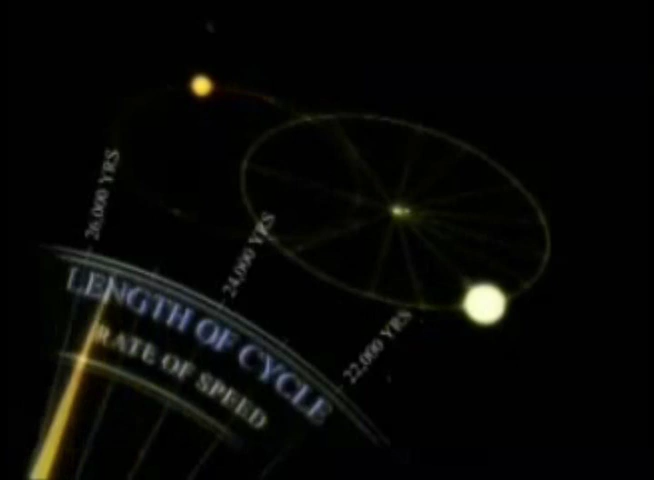 26,000 YRS
24,000 YRS
22,000 YRS
LENGTH OF CYCLE
RATE OF SPEED